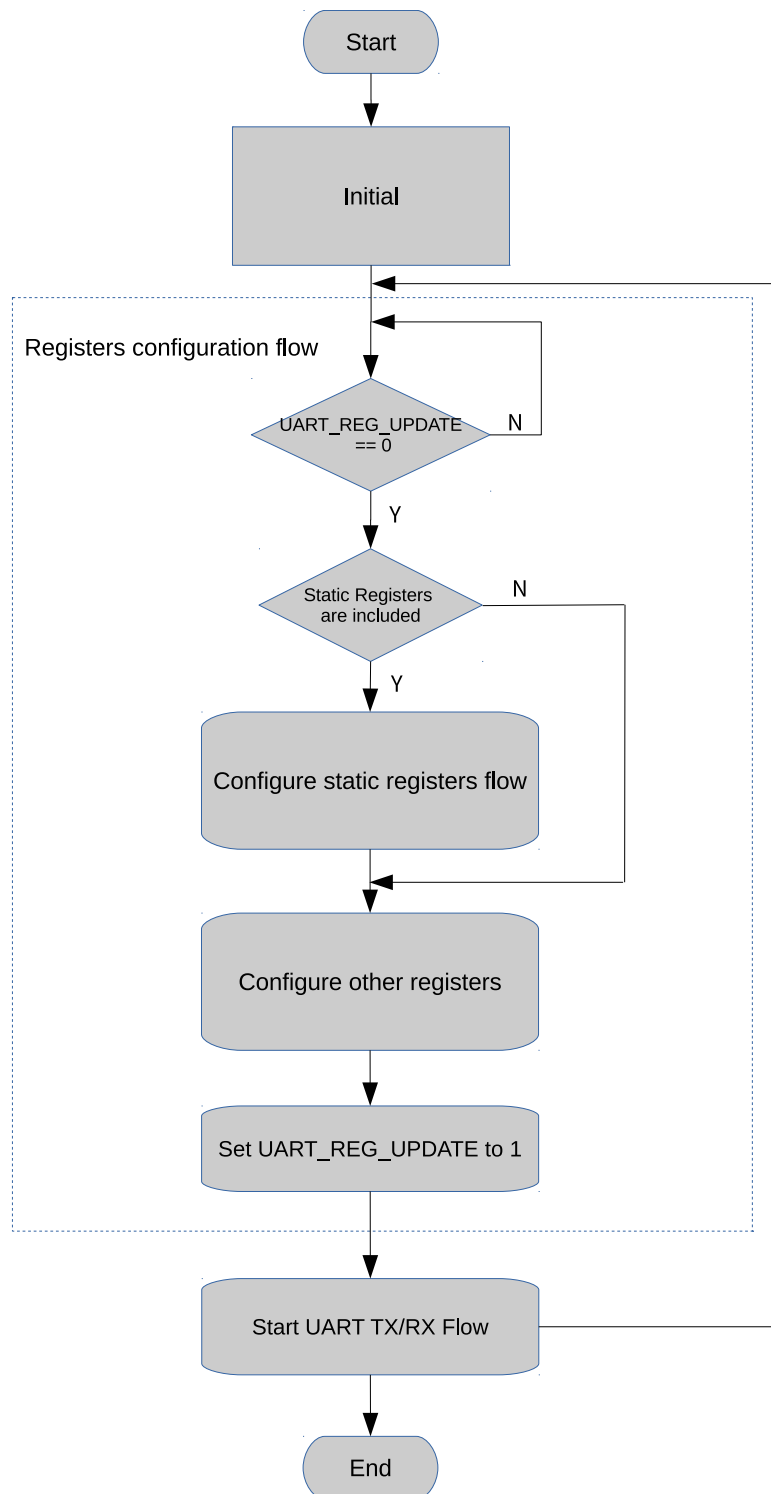 Start
Initial
Registers configuration flow
UART_REG_UPDATE
== 0
N
Y
Static Registers
are included
N
Y
Configure static registers flow
Configure other registers
Set UART_REG_UPDATE to 1
Start UART TX/RX Flow
End